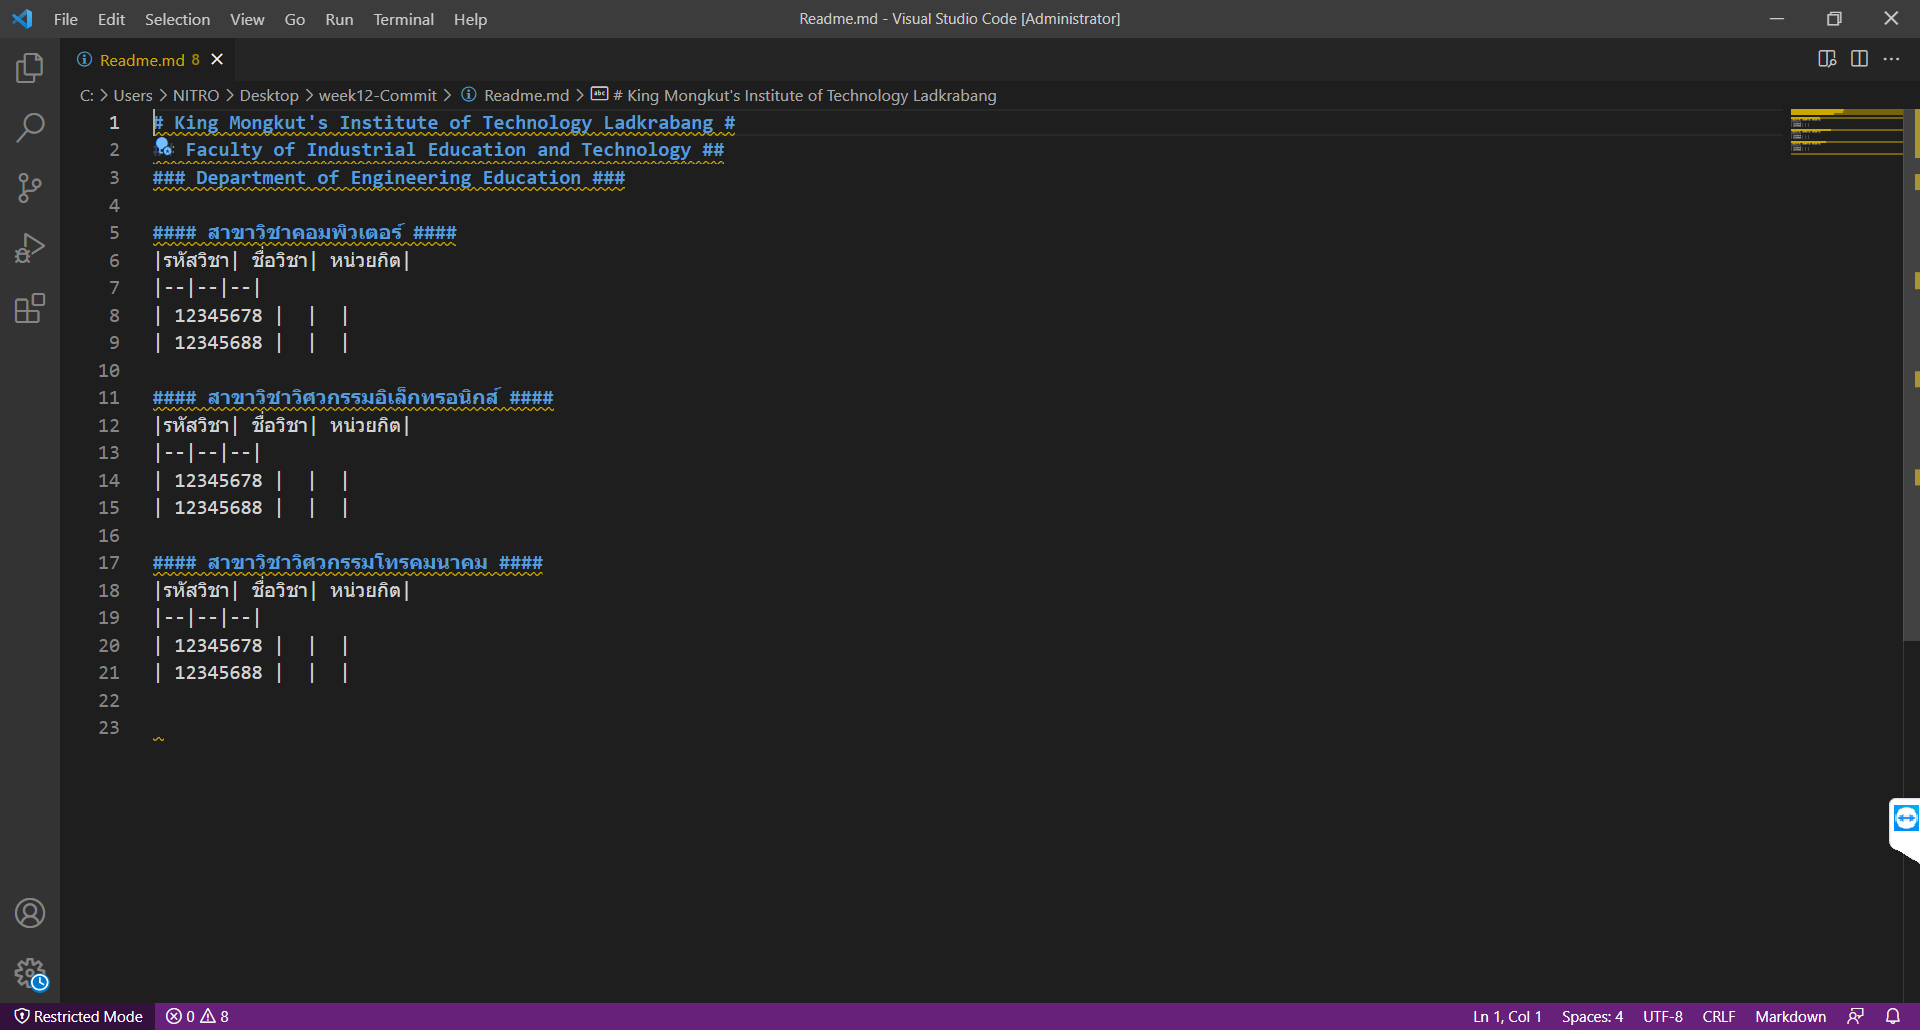 File Edit Selection View Go Run Terminal Help Readme.md - Visual Studio Code [Administrator]
Readme.md 8
C: > Users > NITRO > Desktop > week12-Commit > Readme.md > # King Mongkut's Institute of Technology Ladkrabang
1 # King Mongkut's Institute of Technology Ladkrabang #
2 ## Faculty of Industrial Education and Technology ##
3 ### Department of Engineering Education ###
4
5 #### สาขาวิชาคอมพิวเตอร์ ####
6 |รหัสวิชา| ชื่อวิชา| หน่วยกิต|
7 |--|--|--|
8 | 12345678 |  |  |
9 | 12345688 |  |  |
10
11 #### สาขาวิชาวิศวกรรมอิเล็กทรอนิกส์ ####
12 |รหัสวิชา| ชื่อวิชา| หน่วยกิต|
13 |--|--|--|
14 | 12345678 |  |  |
15 | 12345688 |  |  |
16
17 #### สาขาวิชาวิศวกรรมโทรคมนาคม ####
18 |รหัสวิชา| ชื่อวิชา| หน่วยกิต|
19 |--|--|--|
20 | 12345678 |  |  |
21 | 12345688 |  |  |
22
23
Restricted Mode 0 8 Ln 1, Col 1 Spaces: 4 UTF-8 CRLF Markdown